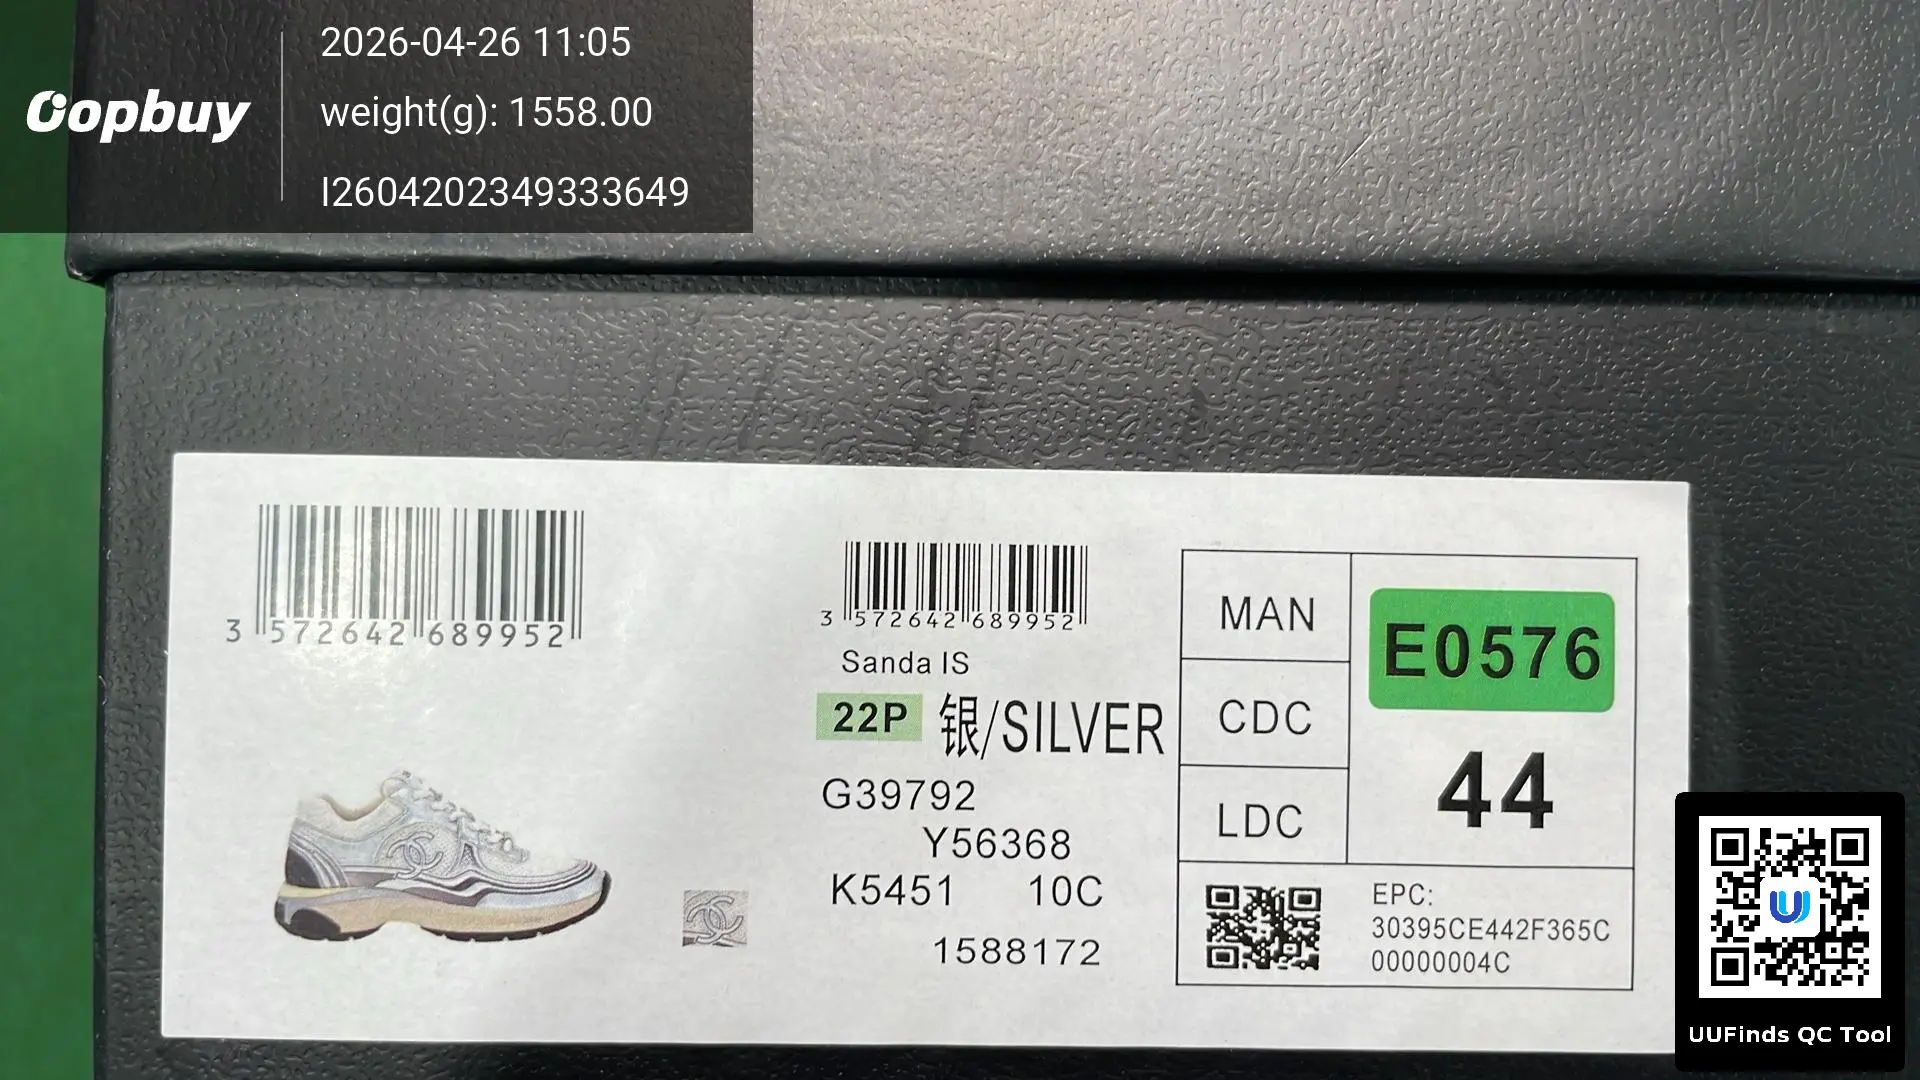 Oopbuy
2026-04-26 11:05
weight(g): 1558.00
I2604202349333649
3 572642 689952
3 572642 689952
Sanda IS
22P 银/SILVER
G39792
Y56368
K5451 10C
1588172
MAN
CDC
LDC
E0576
44
EPC:
30395CE442F365C
00000004C
UUFinds QC Tool